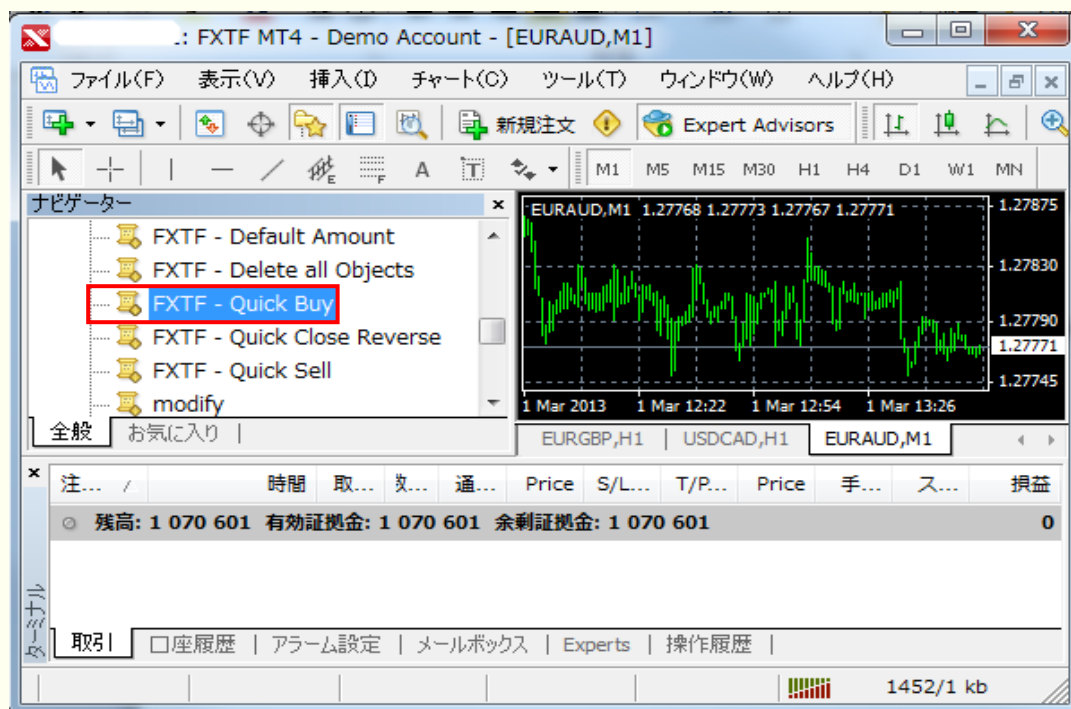 .: FXTF MT4 - Demo Account - [EURAUD,M1]
ファイル(F) 表示(V) 挿入(I) チャート(C) ツール(T) ウィンドウ(W) ヘルプ(H)
新規注文 Expert Advisors
E F A T M1 M5 M15 M30 H1 H4 D1 W1 MN
ナビゲーター
FXTF - Default Amount
FXTF - Delete all Objects
FXTF - Quick Buy
FXTF - Quick Close Reverse
FXTF - Quick Sell
modify
全般 お気に入り
EURAUD,M1 1.27768 1.27773 1.27767 1.27771
1.27875
1.27830
1.27790
1.27771
1.27745
1 Mar 2013 1 Mar 12:22 1 Mar 12:54 1 Mar 13:26
EURGBP,H1 USDCAD,H1 EURAUD,M1
注... 時間 取... 通... Price S/L... T/P... Price 手... ス... 損益
残高: 1 070 601 有効証拠金: 1 070 601 余剰証拠金: 1 070 601 0
ターミナル
取引 口座履歴 アラーム設定 メールボックス Experts 操作履歴
1452/1 kb